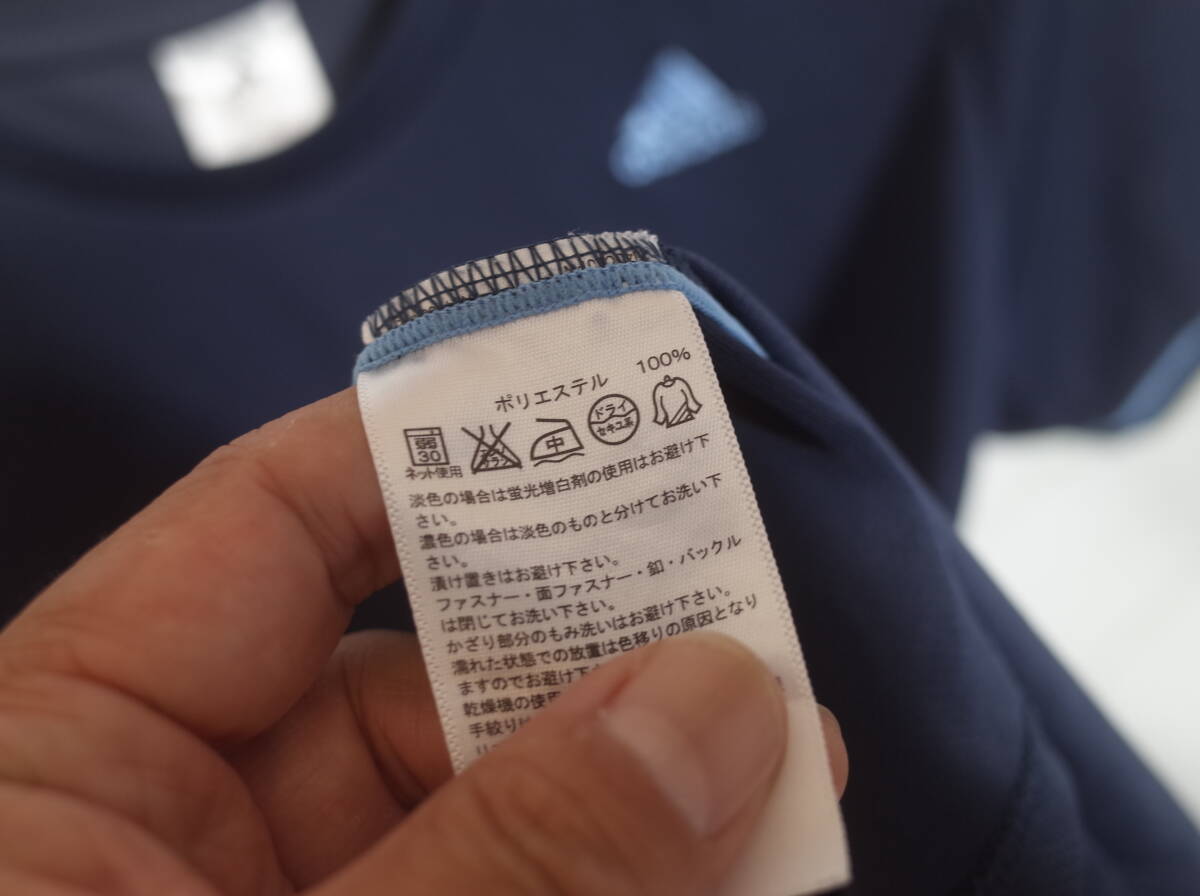 ポリエステル 100%
弱
30
ネット使用
中
ドライ
セキユ系
淡色の場合は蛍光増白剤の使用はお避け下
さい。
濃色の場合は淡色のものと分けてお洗い下
さい。
漬け置きはお避け下さい。
ファスナー・面ファスナー・釦・バックル
は閉じてお洗い下さい。
かざり部分のもみ洗いはお避け下さい。
濡れた状態での放置は色移りの原因となり
ますのでお避け下
乾燥機の使用
手絞り